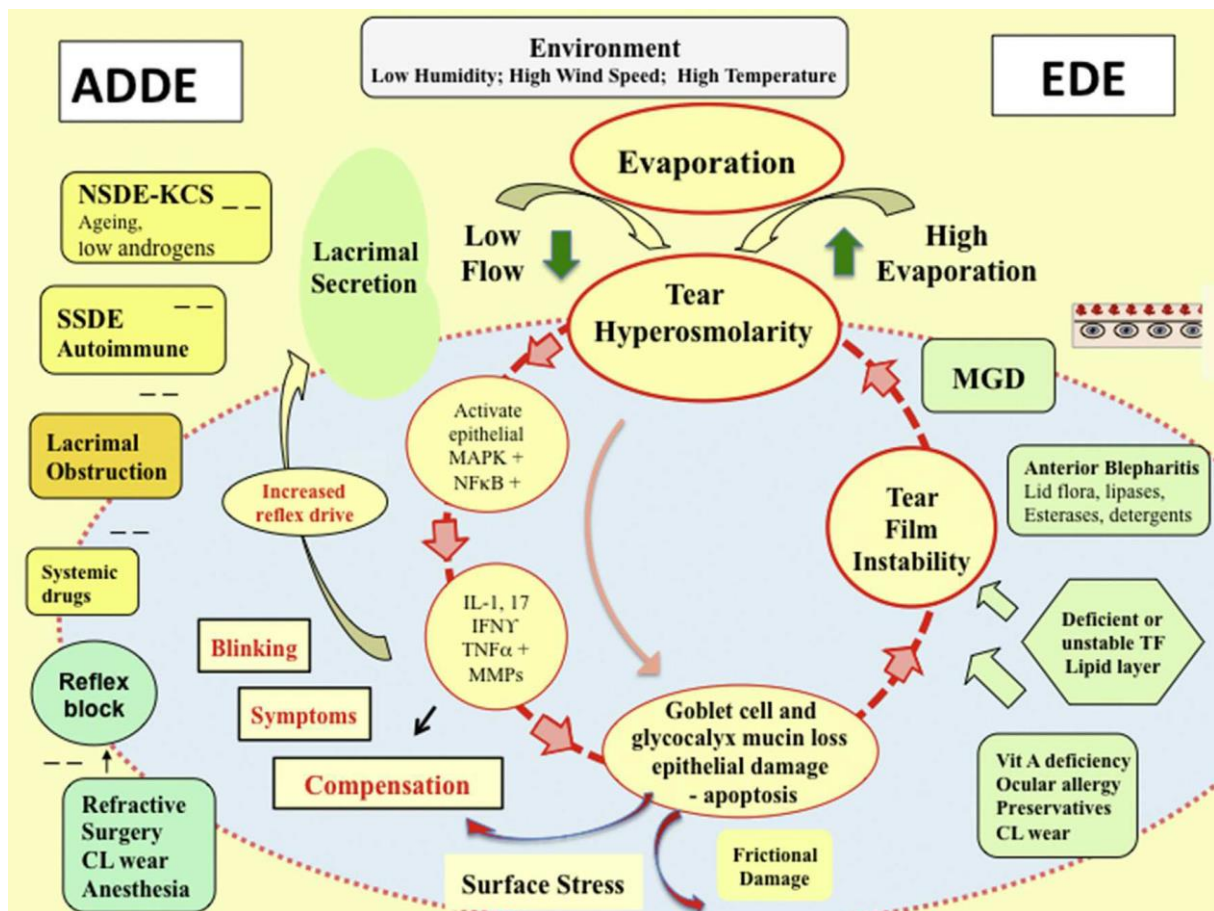 ADDE
Environment
Low Humidity; High Wind Speed; High Temperature
EDE
Evaporation
NSDE-KCS
Ageing,
low androgens
Lacrimal
Secretion
Low
Flow
High
Evaporation
Tear
Hyperosmolarity
SSDE
Autoimmune
MGD
Activate
epithelial
MAPK +
NFκB +
Lacrimal
Obstruction
Increased
reflex drive
Tear
Film
Instability
Anterior Blepharitis
Lid flora, lipases,
Esterases, detergents
Systemic
drugs
IL-1, 17
IFNϒ
TNFα +
MMPs
Blinking
Deficient or
unstable TF
Lipid layer
Reflex
block
Symptoms
Goblet cell and
glycocalyx mucin loss
epithelial damage
- apoptosis
Compensation
Vit A deficiency
Ocular allergy
Preservatives
CL wear
Refractive
Surgery
CL wear
Anesthesia
Surface Stress
Frictional
Damage